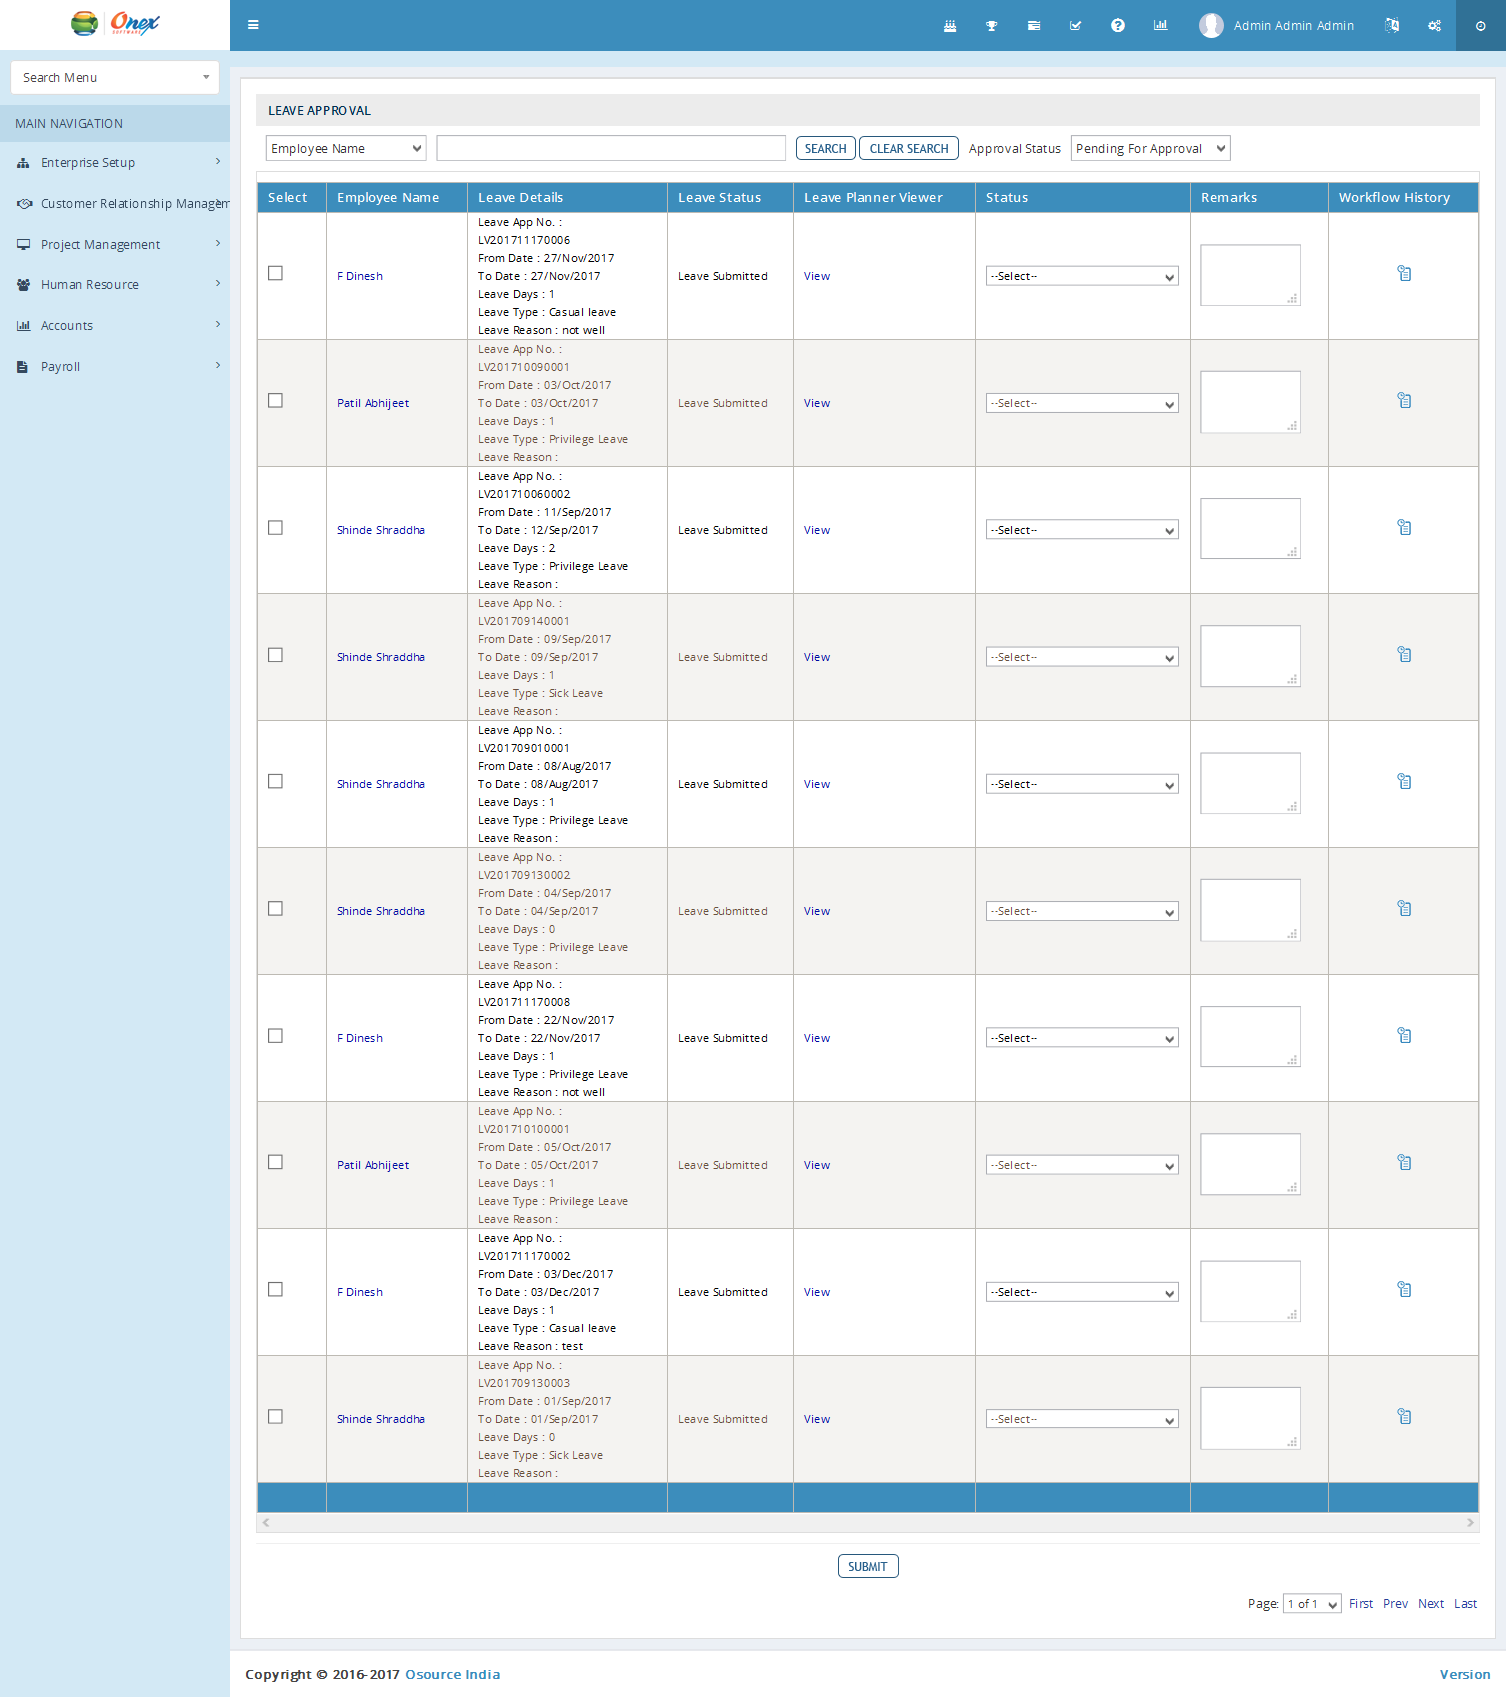 Onex
SOFTWARE
Admin Admin Admin
Search Menu
MAIN NAVIGATION
Enterprise Setup
Customer Relationship Managem
Project Management
Human Resource
Accounts
Payroll
LEAVE APPROVAL
Employee Name SEARCH CLEAR SEARCH Approval Status Pending For Approval
Select Employee Name Leave Details Leave Status Leave Planner Viewer Status Remarks Workflow History
Leave App No. :
LV201711170006
From Date : 27/Nov/2017
F Dinesh To Date : 27/Nov/2017 Leave Submitted View --Select--
Leave Days : 1
Leave Type : Casual leave
Leave Reason : not well
Leave App No. :
LV201710090001
From Date : 03/Oct/2017
Patil Abhijeet To Date : 03/Oct/2017 Leave Submitted View --Select--
Leave Days : 1
Leave Type : Privilege Leave
Leave Reason :
Leave App No. :
LV201710060002
From Date : 11/Sep/2017
Shinde Shraddha To Date : 12/Sep/2017 Leave Submitted View --Select--
Leave Days : 2
Leave Type : Privilege Leave
Leave Reason :
Leave App No. :
LV201709140001
From Date : 09/Sep/2017
Shinde Shraddha To Date : 09/Sep/2017 Leave Submitted View --Select--
Leave Days : 1
Leave Type : Sick Leave
Leave Reason :
Leave App No. :
LV201709010001
From Date : 08/Aug/2017
Shinde Shraddha To Date : 08/Aug/2017 Leave Submitted View --Select--
Leave Days : 1
Leave Type : Privilege Leave
Leave Reason :
Leave App No. :
LV201709130002
From Date : 04/Sep/2017
Shinde Shraddha To Date : 04/Sep/2017 Leave Submitted View --Select--
Leave Days : 0
Leave Type : Privilege Leave
Leave Reason :
Leave App No. :
LV201711170008
From Date : 22/Nov/2017
F Dinesh To Date : 22/Nov/2017 Leave Submitted View --Select--
Leave Days : 1
Leave Type : Privilege Leave
Leave Reason : not well
Leave App No. :
LV201710100001
From Date : 05/Oct/2017
Patil Abhijeet To Date : 05/Oct/2017 Leave Submitted View --Select--
Leave Days : 1
Leave Type : Privilege Leave
Leave Reason :
Leave App No. :
LV201711170002
From Date : 03/Dec/2017
F Dinesh To Date : 03/Dec/2017 Leave Submitted View --Select--
Leave Days : 1
Leave Type : Casual leave
Leave Reason : test
Leave App No. :
LV201709130003
From Date : 01/Sep/2017
Shinde Shraddha To Date : 01/Sep/2017 Leave Submitted View --Select--
Leave Days : 0
Leave Type : Sick Leave
Leave Reason :
SUBMIT
Page: 1 of 1 First Prev Next Last
Copyright © 2016-2017 Osource India Version